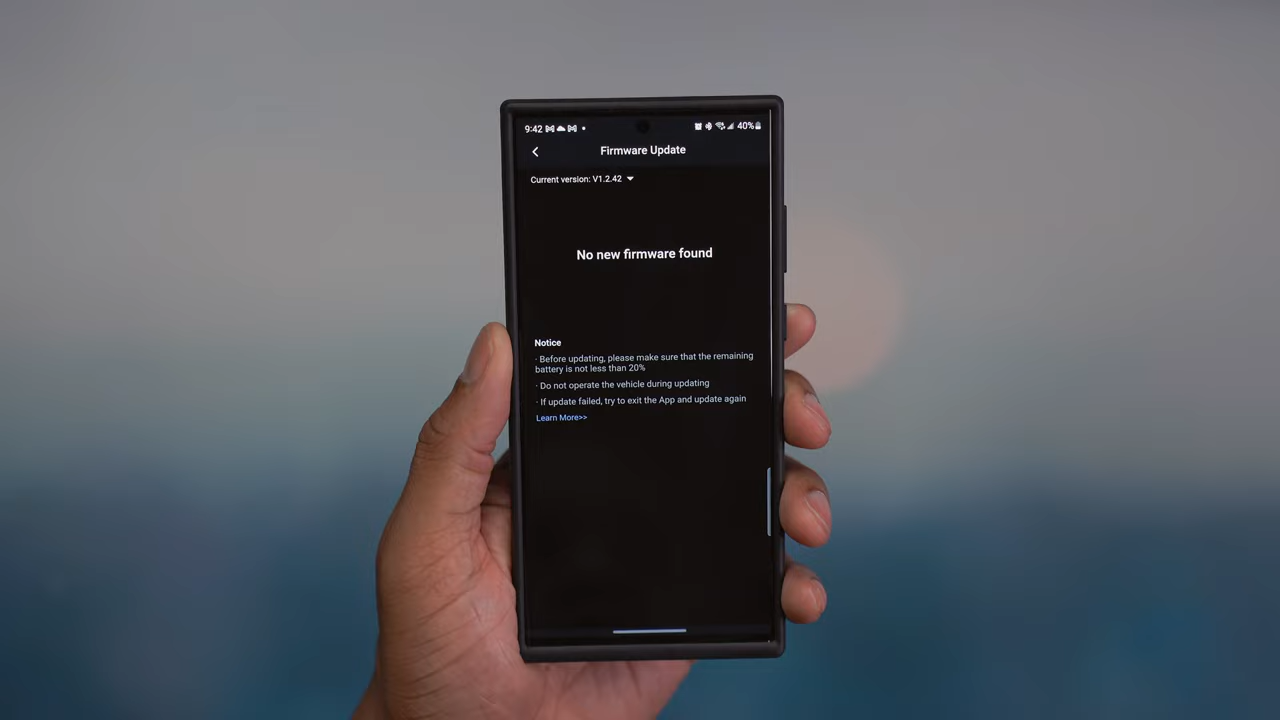 9:42
40%
Firmware Update
Current version: V1.2.42
No new firmware found
Notice
· Before updating, please make sure that the remaining
battery is not less than 20%
· Do not operate the vehicle during updating
· If update failed, try to exit the App and update again
Learn More>>